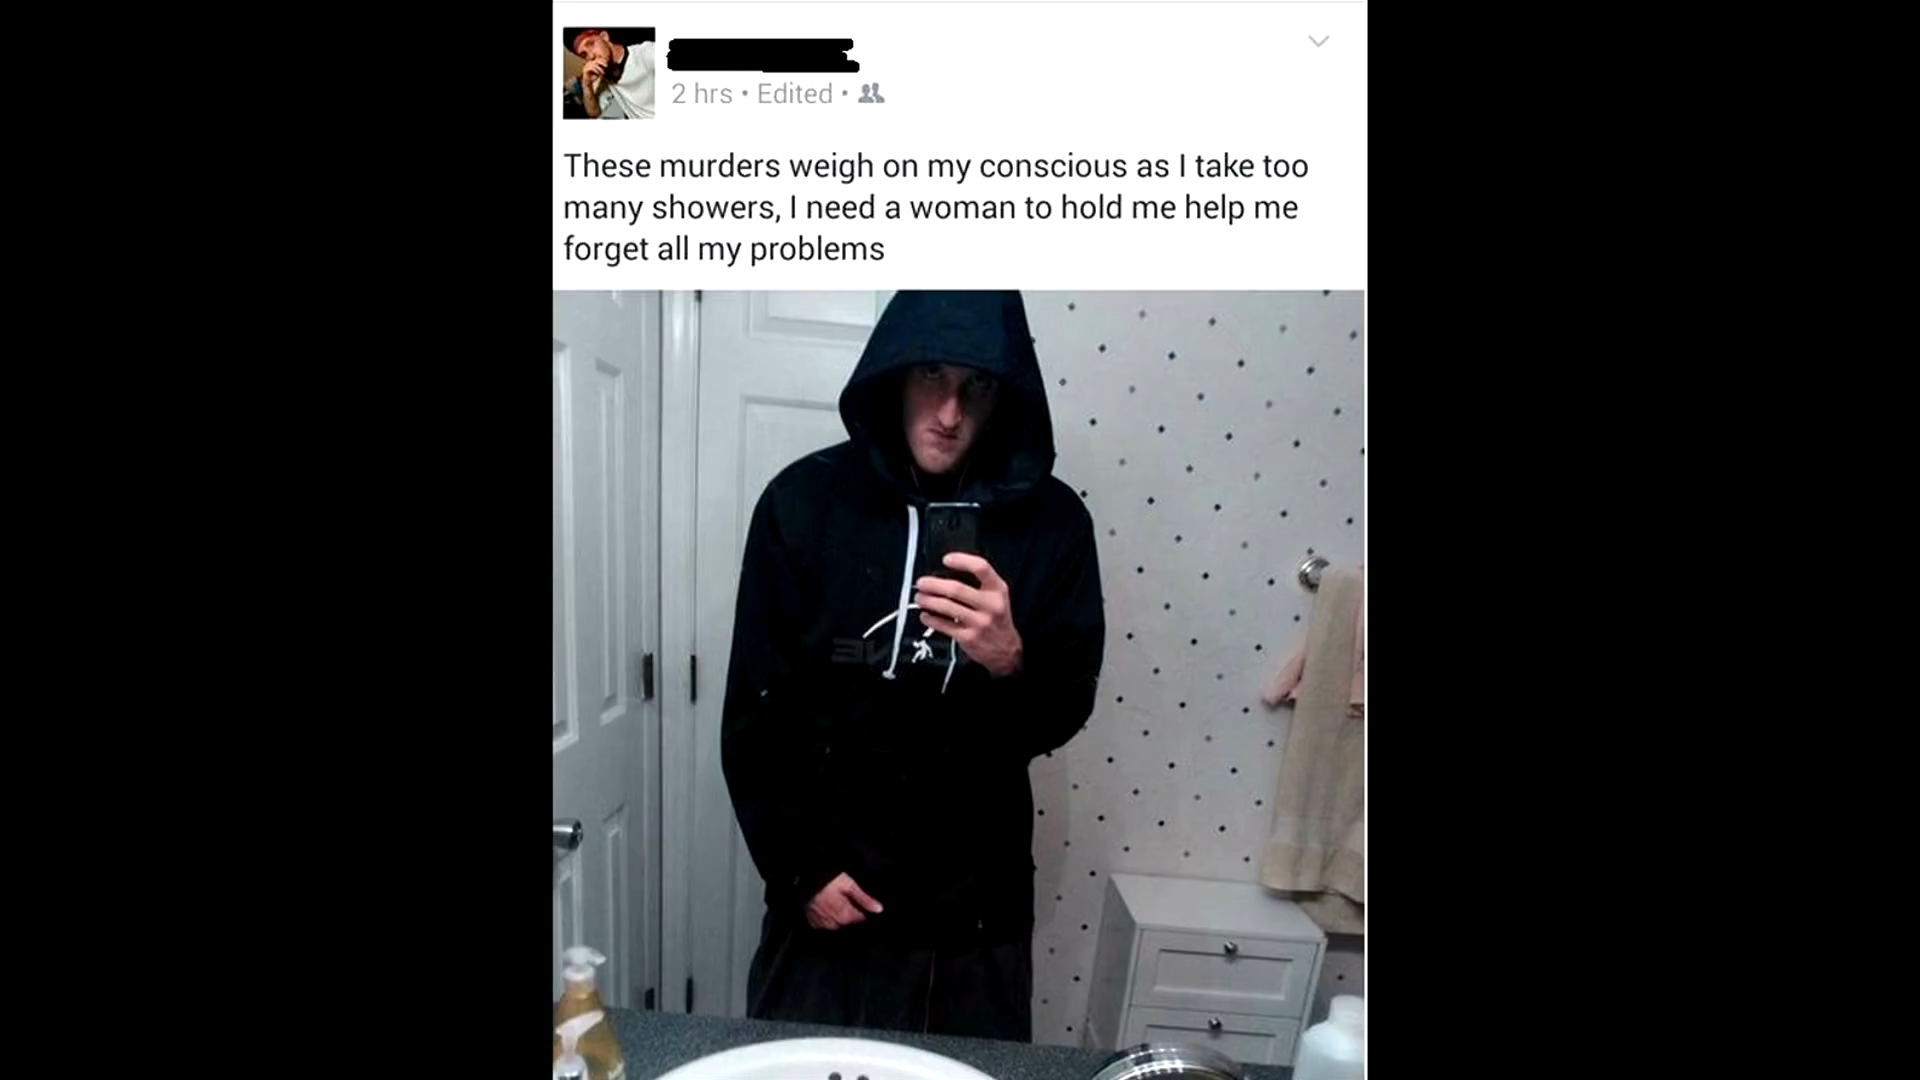 2 hrs • Edited •
These murders weigh on my conscious as I take too
many showers, I need a woman to hold me help me
forget all my problems